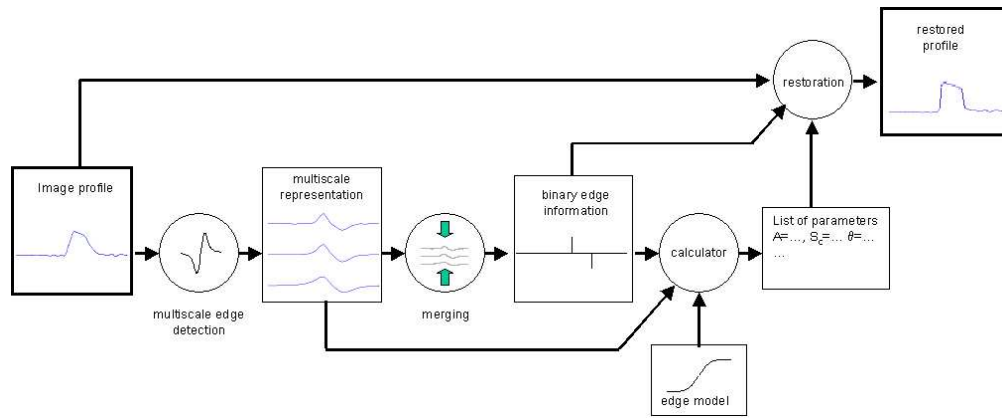 restored
profile
restoration
Image profile
multiscale
representation
binary edge
information
List of parameters
A=..., Sc=... θ=...
...
calculator
multiscale edge
detection
merging
edge model